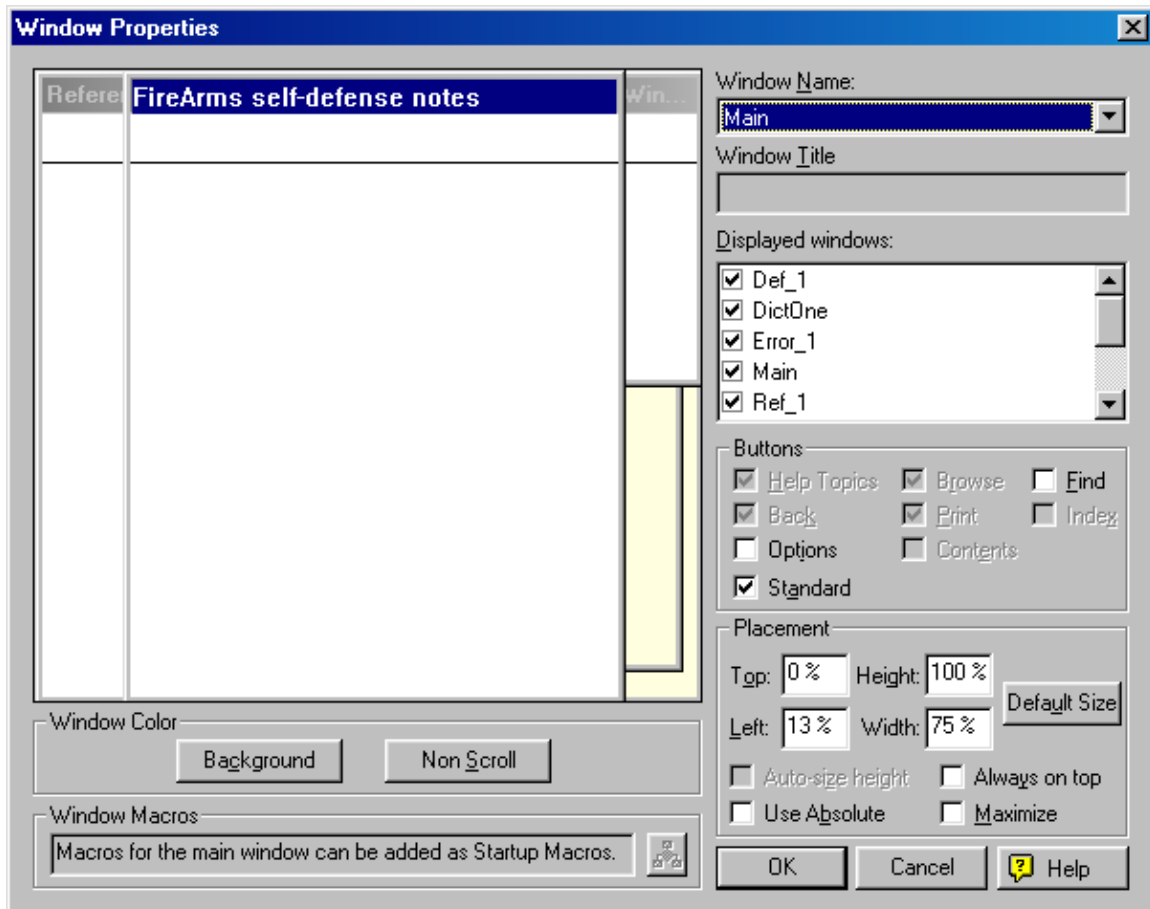 Window Properties
Referen
FireArms self-defense notes
Win...
Window Name:
Main
Window Title
Displayed windows:
Def_1
DictOne
Error_1
Main
Ref_1
Buttons
Help Topics Browse Find
Back Print Index
Options Contents
Standard
Placement
Top: 0 % Height: 100 %
Default Size
Left: 13 % Width: 75 %
Auto-size height Always on top
Use Absolute Maximize
Window Color
Background Non Scroll
Window Macros
Macros for the main window can be added as Startup Macros.
OK Cancel Help